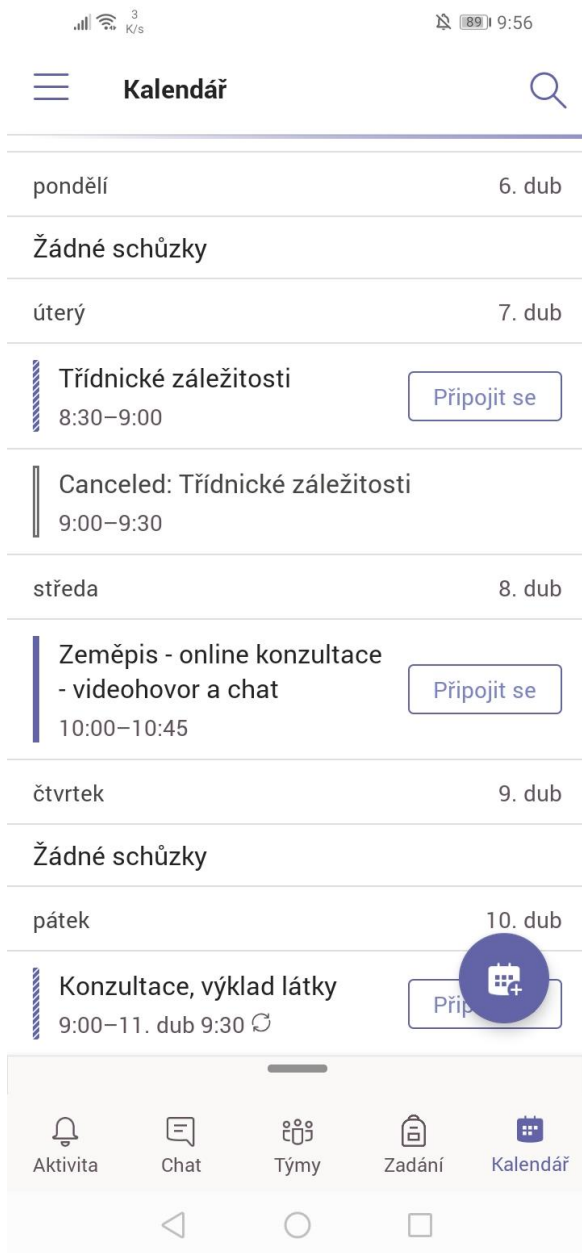 3
K/s
89 9:56
Kalendář
pondělí 6. dub
Žádné schůzky
úterý 7. dub
Třídnické záležitosti
Připojit se
8:30–9:00
Canceled: Třídnické záležitosti
9:00–9:30
středa 8. dub
Zeměpis - online konzultace
- videohovor a chat
Připojit se
10:00–10:45
čtvrtek 9. dub
Žádné schůzky
pátek 10. dub
Konzultace, výklad látky
Přip
9:00–11. dub 9:30
Aktivita Chat Týmy Zadání Kalendář